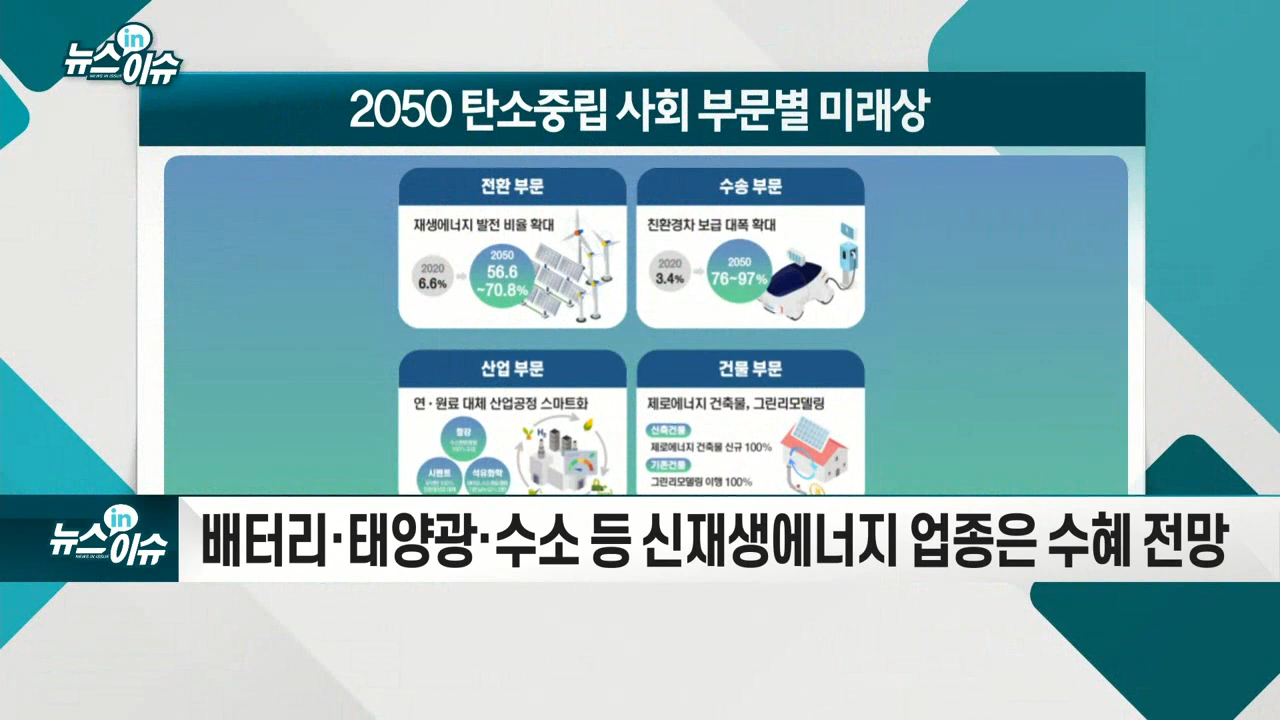 뉴스in이슈
NEWS IN ISSUE
2050 탄소중립 사회 부문별 미래상
전환 부문
재생에너지 발전 비율 확대
2020
6.6%
2050
56.6
~70.8%
수송 부문
친환경차 보급 대폭 확대
2020
3.4%
2050
76~97%
산업 부문
연·원료 대체 산업공정 스마트화
철강
시멘트
석유화학
H₂
건물 부문
제로에너지 건축물, 그린리모델링
신축건물
제로에너지 건축물 신규 100%
기존건물
그린리모델링 이행 100%
뉴스in이슈
NEWS IN ISSUE
배터리·태양광·수소 등 신재생에너지 업종은 수혜 전망